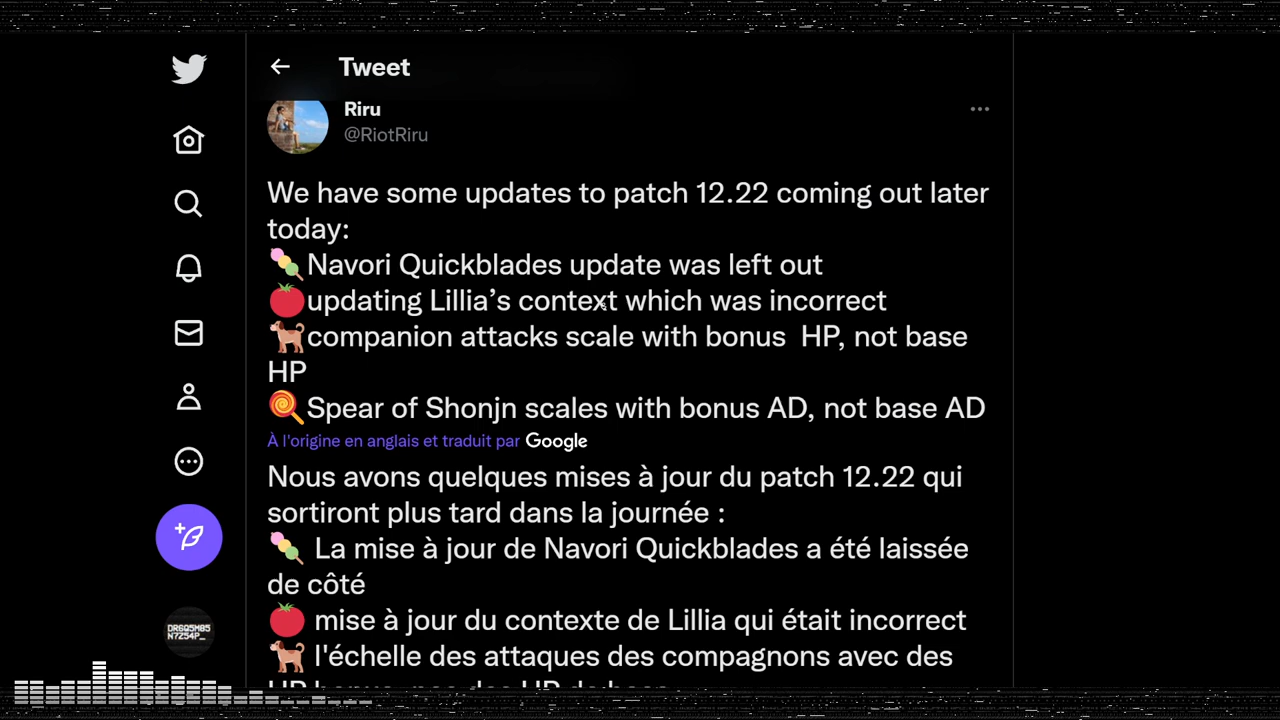 Tweet
Riru
@RiotRiru
We have some updates to patch 12.22 coming out later
today:
🍡Navori Quickblades update was left out
🍅updating Lillia’s context which was incorrect
🐕companion attacks scale with bonus  HP, not base
HP
🍭Spear of Shonjn scales with bonus AD, not base AD
À l'origine en anglais et traduit par Google
Nous avons quelques mises à jour du patch 12.22 qui
sortiront plus tard dans la journée :
🍡 La mise à jour de Navori Quickblades a été laissée
de côté
🍅 mise à jour du contexte de Lillia qui était incorrect
🐕 l'échelle des attaques des compagnons avec des